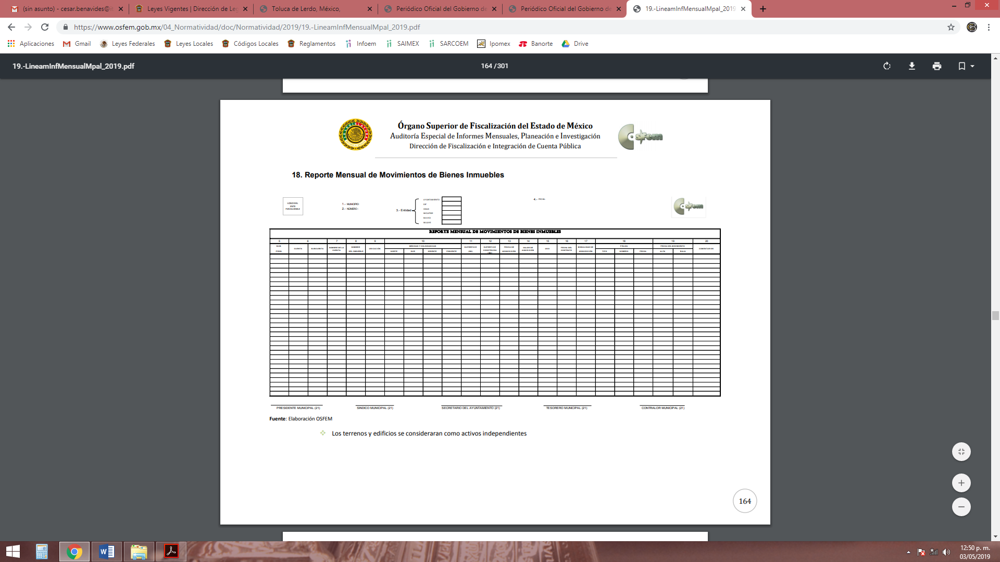 (sin asunto) - cesar.benavides@it
Leyes Vigentes | Dirección de Leg
Toluca de Lerdo, México,
Periódico Oficial del Gobierno de
Periódico Oficial del Gobierno de
19.-LineamInfMensualMpal_2019
https://www.osfem.gob.mx/04_Normatividad/doc/Normatividad/2019/19.-LineamInfMensualMpal_2019.pdf
Aplicaciones Gmail Leyes Federales Leyes Locales Códigos Locales Reglamentos Infoem SAIMEX SARCOEM Ipomex Banorte Drive
19.-LineamInfMensualMpal_2019.pdf
164 / 301
Órgano Superior de Fiscalización del Estado de México
Auditoría Especial de Informes Mensuales, Planeación e Investigación
Dirección de Fiscalización e Integración de Cuenta Pública
osfem
18. Reporte Mensual de Movimientos de Bienes Inmuebles
LOGO DEL
ENTE
FISCALIZABLE
1.- MUNICIPIO:
2.- NÚMERO :
3.- Entidad
AYUNTAMIENTO
DIF
ODAS
IMCUFIDE
MAVICI
IMJUVE
4.- FECHA:
osfem
REPORTE MENSUAL DE MOVIMIENTOS DE BIENES INMUEBLES
5 6 7 8 9 10 11 12 13 14 15 16 17 18 19 20
NUM. PROG.
CUENTA
SUBCUENTA
NOMBRE DE LA CUENTA
NOMBRE DEL INMUEBLE
UBICACIÓN
MEDIDAS Y COLINDANCIAS
NORTE SUR ORIENTE PONIENTE
SUPERFICIE (M2)
SUPERFICIE CONSTRUIDA (M2)
FECHA DE ADQUISICIÓN
VALOR DE ADQUISICIÓN
USO
FECHA DEL CONTRATO
MODALIDAD DE ADQUISICIÓN
PÓLIZA
TIPO NÚMERO FECHA
FECHA DEL MOVIMIENTO
ALTA BAJA
COMENTARIOS
PRESIDENTE MUNICIPAL (21)
SINDICO MUNICIPAL (21)
SECRETARIO DEL AYUNTAMIENTO (21)
TESORERO MUNICIPAL (21)
CONTRALOR MUNICIPAL (21)
Fuente: Elaboración OSFEM
Los terrenos y edificios se consideraran como activos independientes
164
12:50 p. m.
03/05/2019